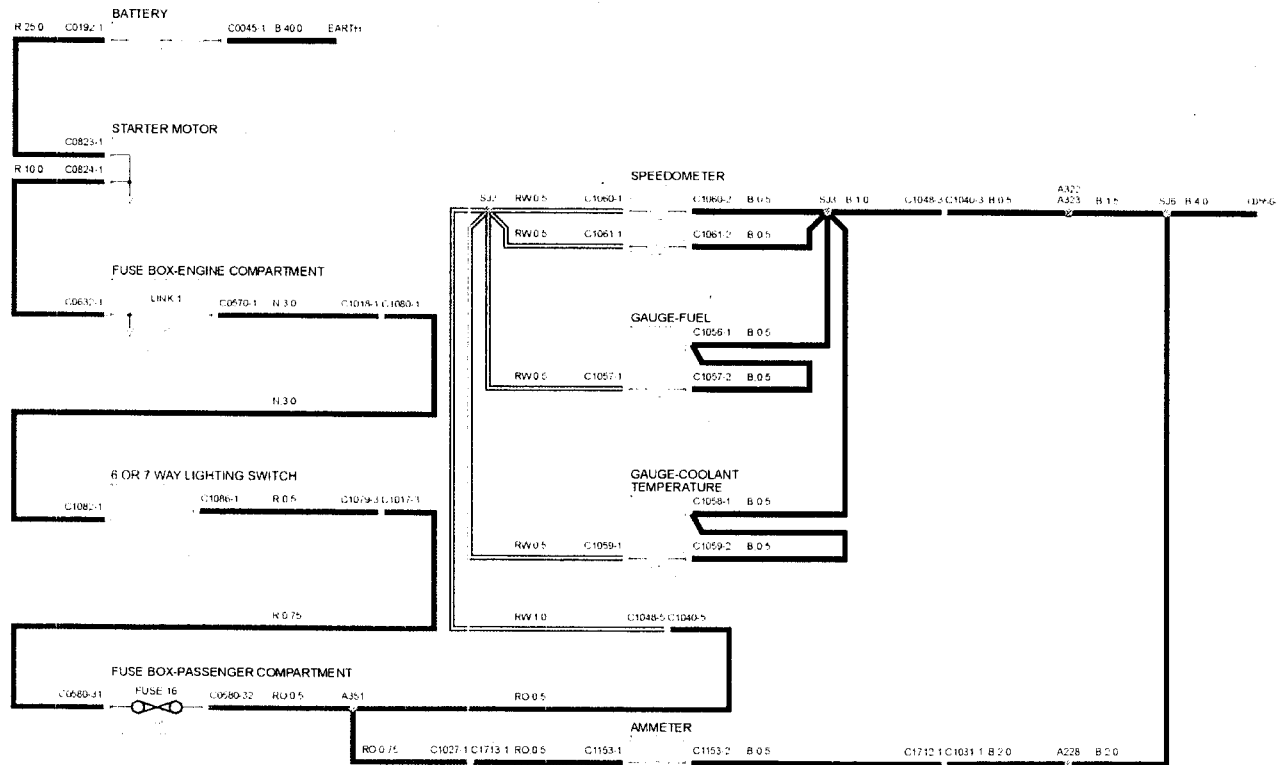 BATTERY
R 25.0 C0192-1 C0045-1 B 40.0 EARTH
STARTER MOTOR
C0823-1
R 10.0 C0824-1
SPEEDOMETER
SJ2 RW 0.5 C1060-1 C1060-2 B 0.5 SJ3 B 1.0 C1048-3 C1040-3 B 0.5 A322
A323 B 1.5 SJ6 B 4.0
RW 0.5 C1061-1 C1061-2 B 0.5
FUSE BOX-ENGINE COMPARTMENT
C0632-1 LINK 1 C0570-1 N 3.0 C1018-1 C1080-1
GAUGE-FUEL
C1056-1 B 0.5
RW 0.5 C1057-1 C1057-2 B 0.5
N 3.0
6 OR 7 WAY LIGHTING SWITCH
C1082-1 C1086-1 R 0.5 C1079-3 C1017-3
GAUGE-COOLANT
TEMPERATURE
C1058-1 B 0.5
RW 0.5 C1059-1 C1059-2 B 0.5
R 0.75
RW 1.0 C1048-5 C1040-5
FUSE BOX-PASSENGER COMPARTMENT
C0580-31 FUSE 16 C0580-32 RO 0.5 A351 RO 0.5
AMMETER
RO 0.75 C1027-1 C1713-1 RO 0.5 C1153-1 C1153-2 B 0.5 C1712-1 C1031-1 B 2.0 A228 B 2.0